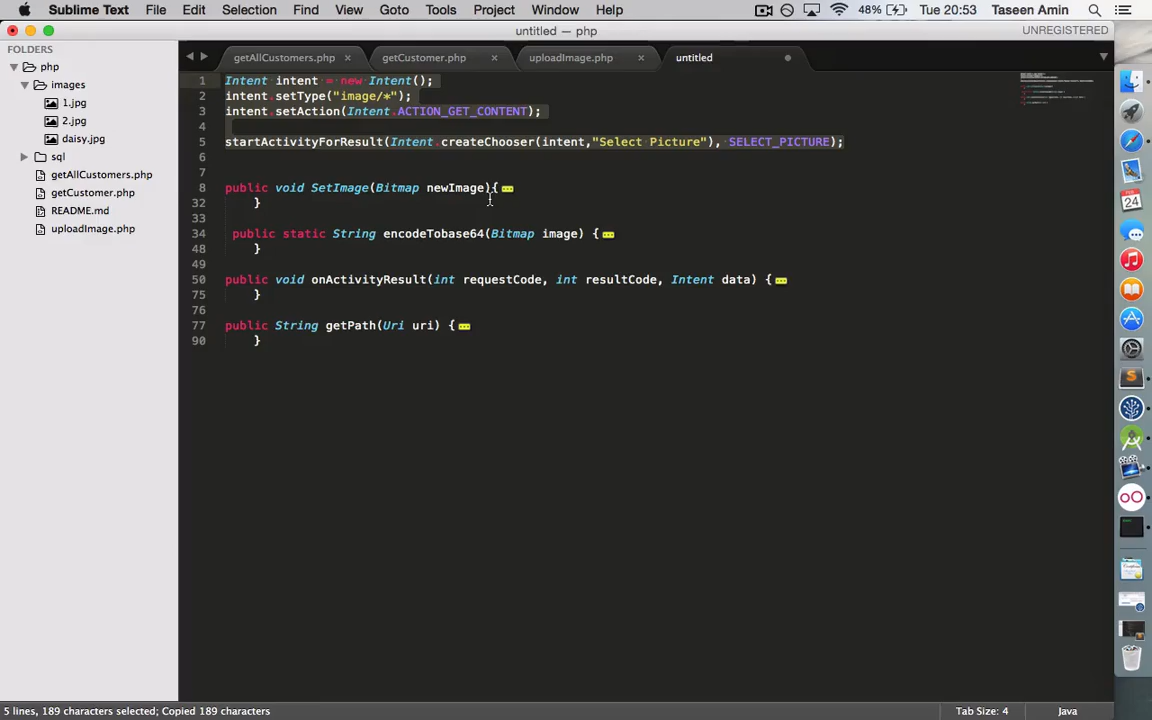 Sublime Text File Edit Selection Find View Goto Tools Project Window Help 48% Tue 20:53 Taseen Amin
untitled — php UNREGISTERED
FOLDERS
php
images
1.jpg
2.jpg
daisy.jpg
sql
getAllCustomers.php
getCustomer.php
README.md
uploadImage.php
getAllCustomers.php × getCustomer.php × uploadImage.php × untitled
1 Intent intent = new Intent();
2 intent.setType("image/*");
3 intent.setAction(Intent.ACTION_GET_CONTENT);
4
5 startActivityForResult(Intent.createChooser(intent,"Select Picture"), SELECT_PICTURE);
6
7
8 public void SetImage(Bitmap newImage){
32 }
33
34 public static String encodeTobase64(Bitmap image) {
48 }
49
50 public void onActivityResult(int requestCode, int resultCode, Intent data) {
75 }
76
77 public String getPath(Uri uri) {
90 }
24
5 lines, 189 characters selected; Copied 189 characters Tab Size: 4 Java